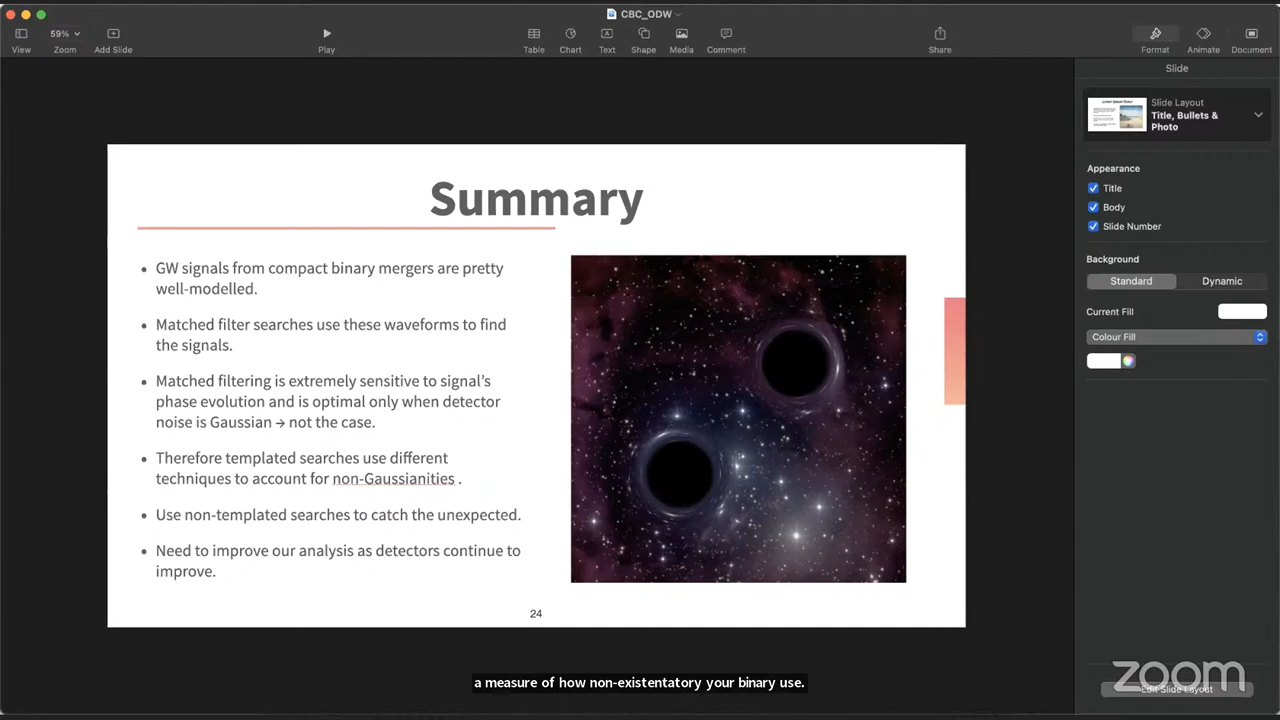 CBC_ODW
59%
View
Zoom
Add Slide
Play
Table
Chart
Text
Shape
Media
Comment
Share
Format
Animate
Document
Slide
Slide Layout
Title, Bullets &
Photo
Appearance
Title
Body
Slide Number
Background
Standard
Dynamic
Current Fill
Colour Fill
Summary
• GW signals from compact binary mergers are pretty
well-modelled.
• Matched filter searches use these waveforms to find
the signals.
• Matched filtering is extremely sensitive to signal's
phase evolution and is optimal only when detector
noise is Gaussian → not the case.
• Therefore templated searches use different
techniques to account for non-Gaussianities .
• Use non-templated searches to catch the unexpected.
• Need to improve our analysis as detectors continue to
improve.
24
a measure of how non-existentatory your binary use.
zoom
Edit Slide Layout